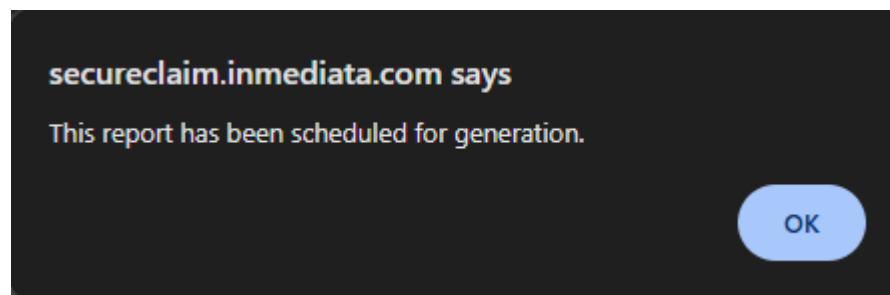 secureclaim.inmediata.com says
This report has been scheduled for generation.
OK